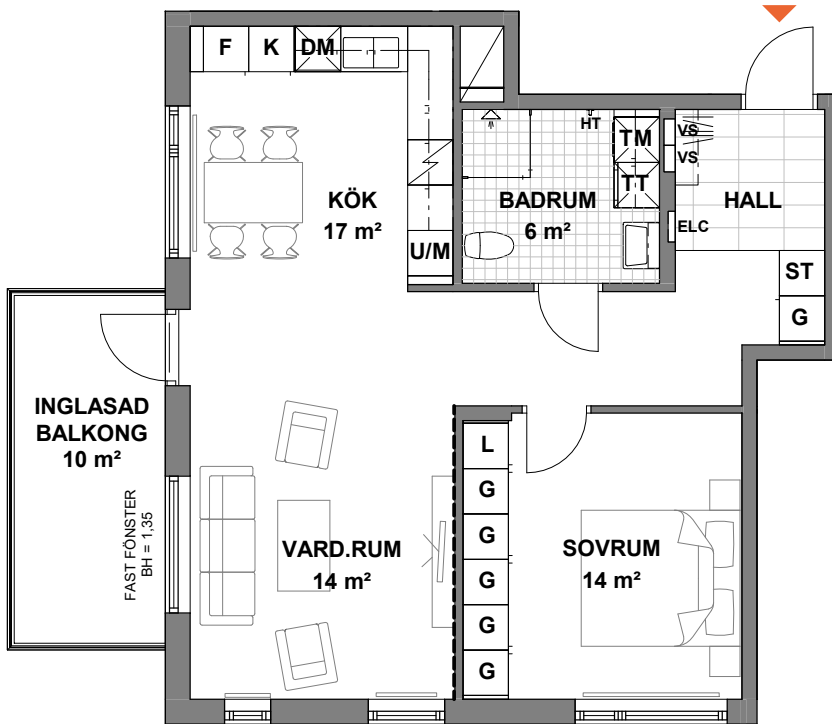 F
K
DM
KÖK
17 m²
U/M
HT
TM
TT
BADRUM
6 m²
VS
VS
ELC
HALL
ST
G
INGLASAD
BALKONG
10 m²
FAST FÖNSTER
BH = 1,35
VARD.RUM
14 m²
L
G
G
G
G
G
SOVRUM
14 m²